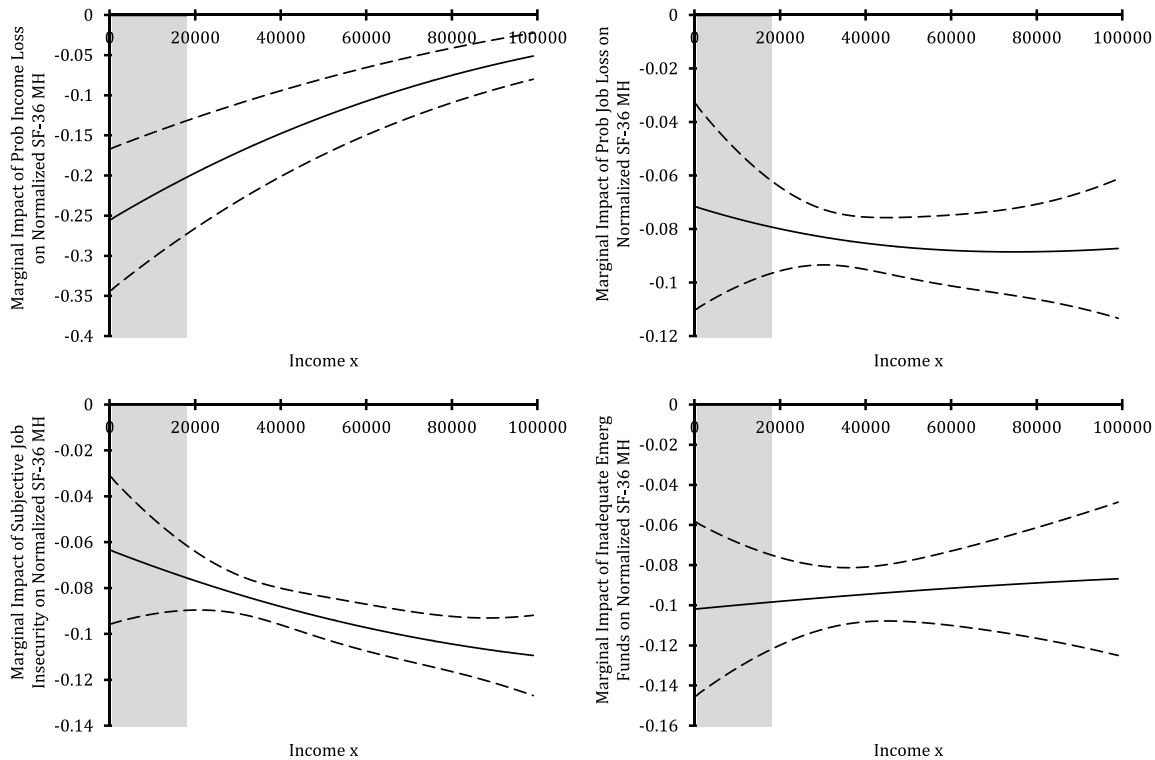 Marginal Impact of Prob Income Loss
on Normalized SF-36 MH
0
-0.05
-0.1
-0.15
-0.2
-0.25
-0.3
-0.35
-0.4
0 20000 40000 60000 80000 100000
Income x
Marginal Impact of Prob Job Loss on
Normalized SF-36 MH
0
-0.02
-0.04
-0.06
-0.08
-0.1
-0.12
0 20000 40000 60000 80000 100000
Income x
Marginal Impact of Subjective Job
Insecurity on Normalized SF-36 MH
0
-0.02
-0.04
-0.06
-0.08
-0.1
-0.12
-0.14
0 20000 40000 60000 80000 100000
Income x
Marginal Impact of Inadequate Emerg
Funds on Normalized SF-36 MH
0
-0.02
-0.04
-0.06
-0.08
-0.1
-0.12
-0.14
-0.16
0 20000 40000 60000 80000 100000
Income x